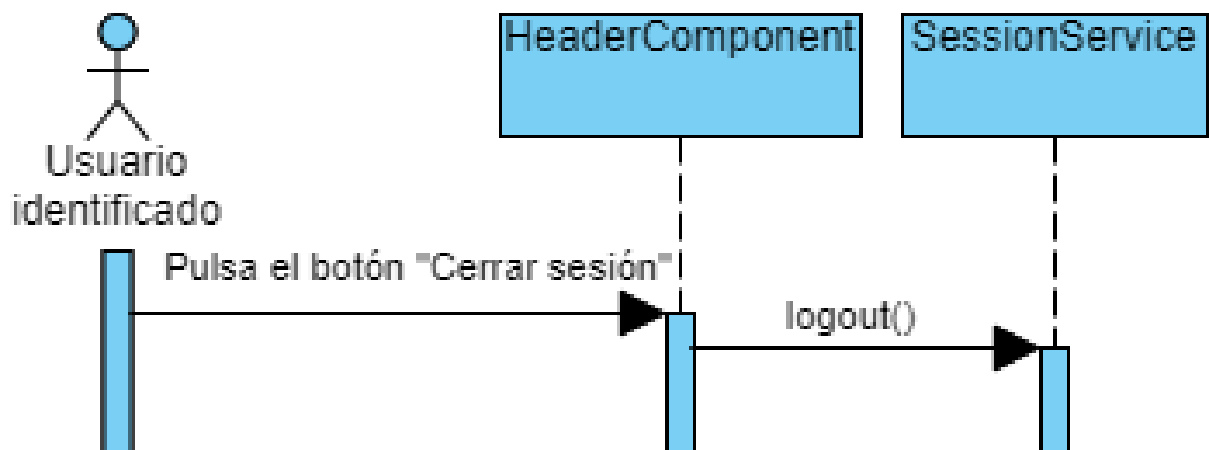 HeaderComponent
SessionService
Usuario
identificado
Pulsa el botón "Cerrar sesión"
logout()